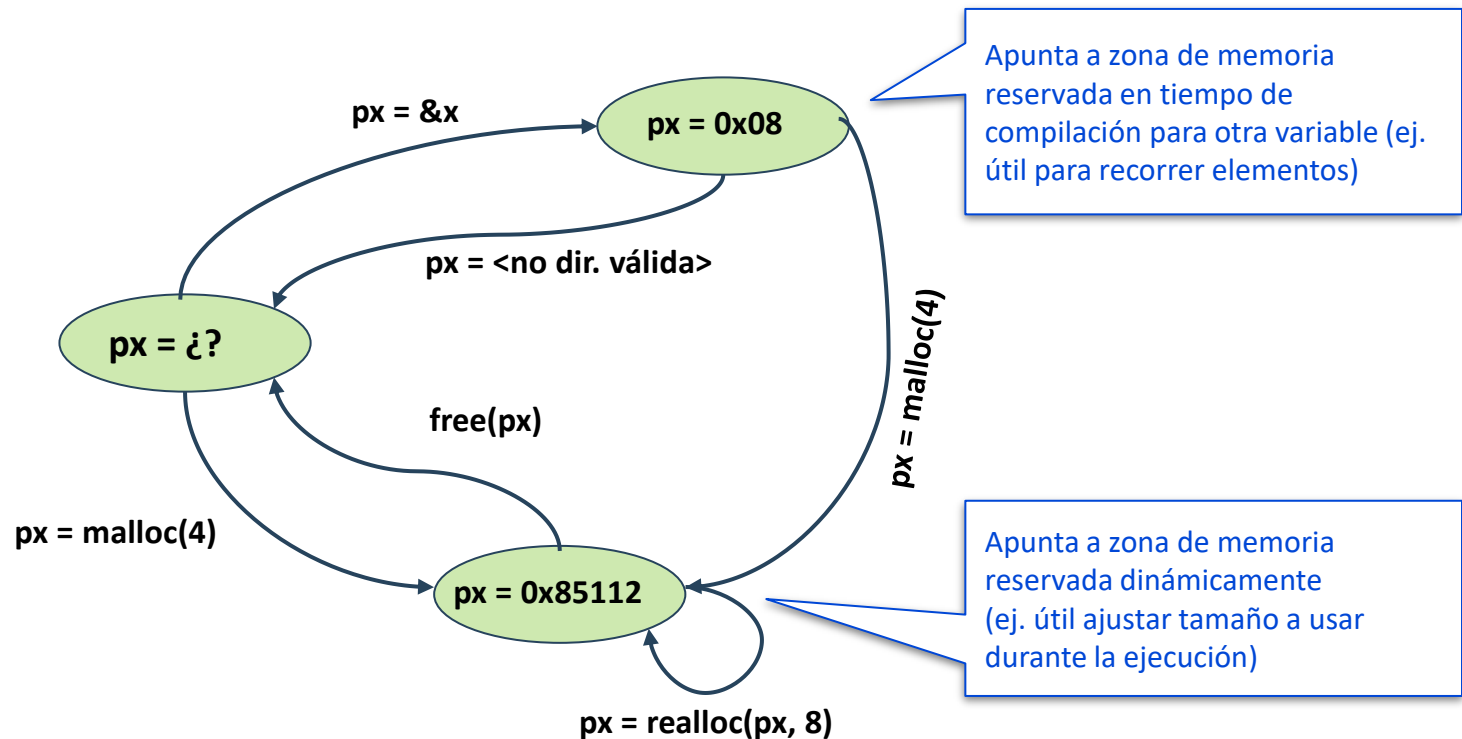 px = &x
px = 0x08
Apunta a zona de memoria
reservada en tiempo de
compilación para otra variable (ej.
útil para recorrer elementos)
px = <no dir. válida>
px = ¿?
px = malloc(4)
free(px)
px = malloc(4)
px = 0x85112
Apunta a zona de memoria
reservada dinámicamente
(ej. útil ajustar tamaño a usar
durante la ejecución)
px = realloc(px, 8)